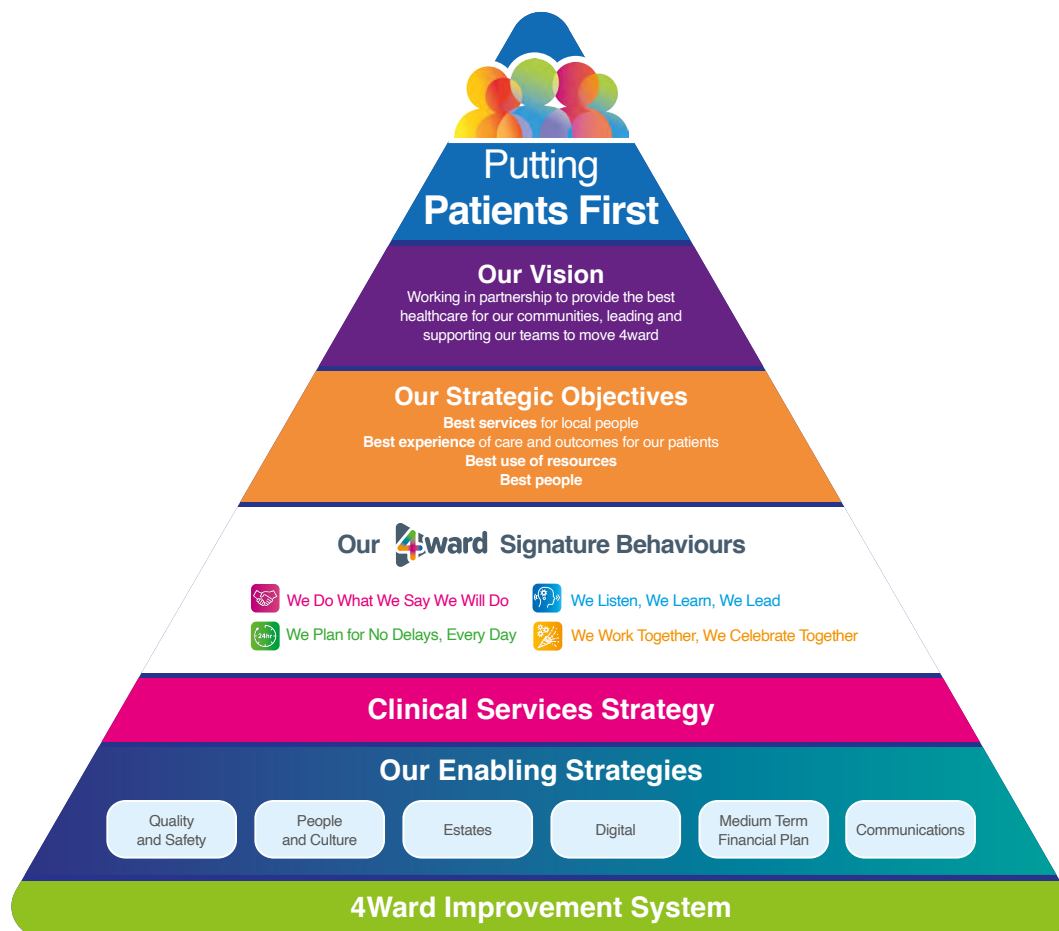 Putting
Patients First
Our Vision
Working in partnership to provide the best
healthcare for our communities, leading and
supporting our teams to move 4ward
Our Strategic Objectives
Best services for local people
Best experience of care and outcomes for our patients
Best use of resources
Best people
Our 4ward Signature Behaviours
We Do What We Say We Will Do
We Listen, We Learn, We Lead
24hr
We Plan for No Delays, Every Day
We Work Together, We Celebrate Together
Clinical Services Strategy
Our Enabling Strategies
Quality
and Safety
People
and Culture
Estates
Digital
Medium Term
Financial Plan
Communications
4Ward Improvement System